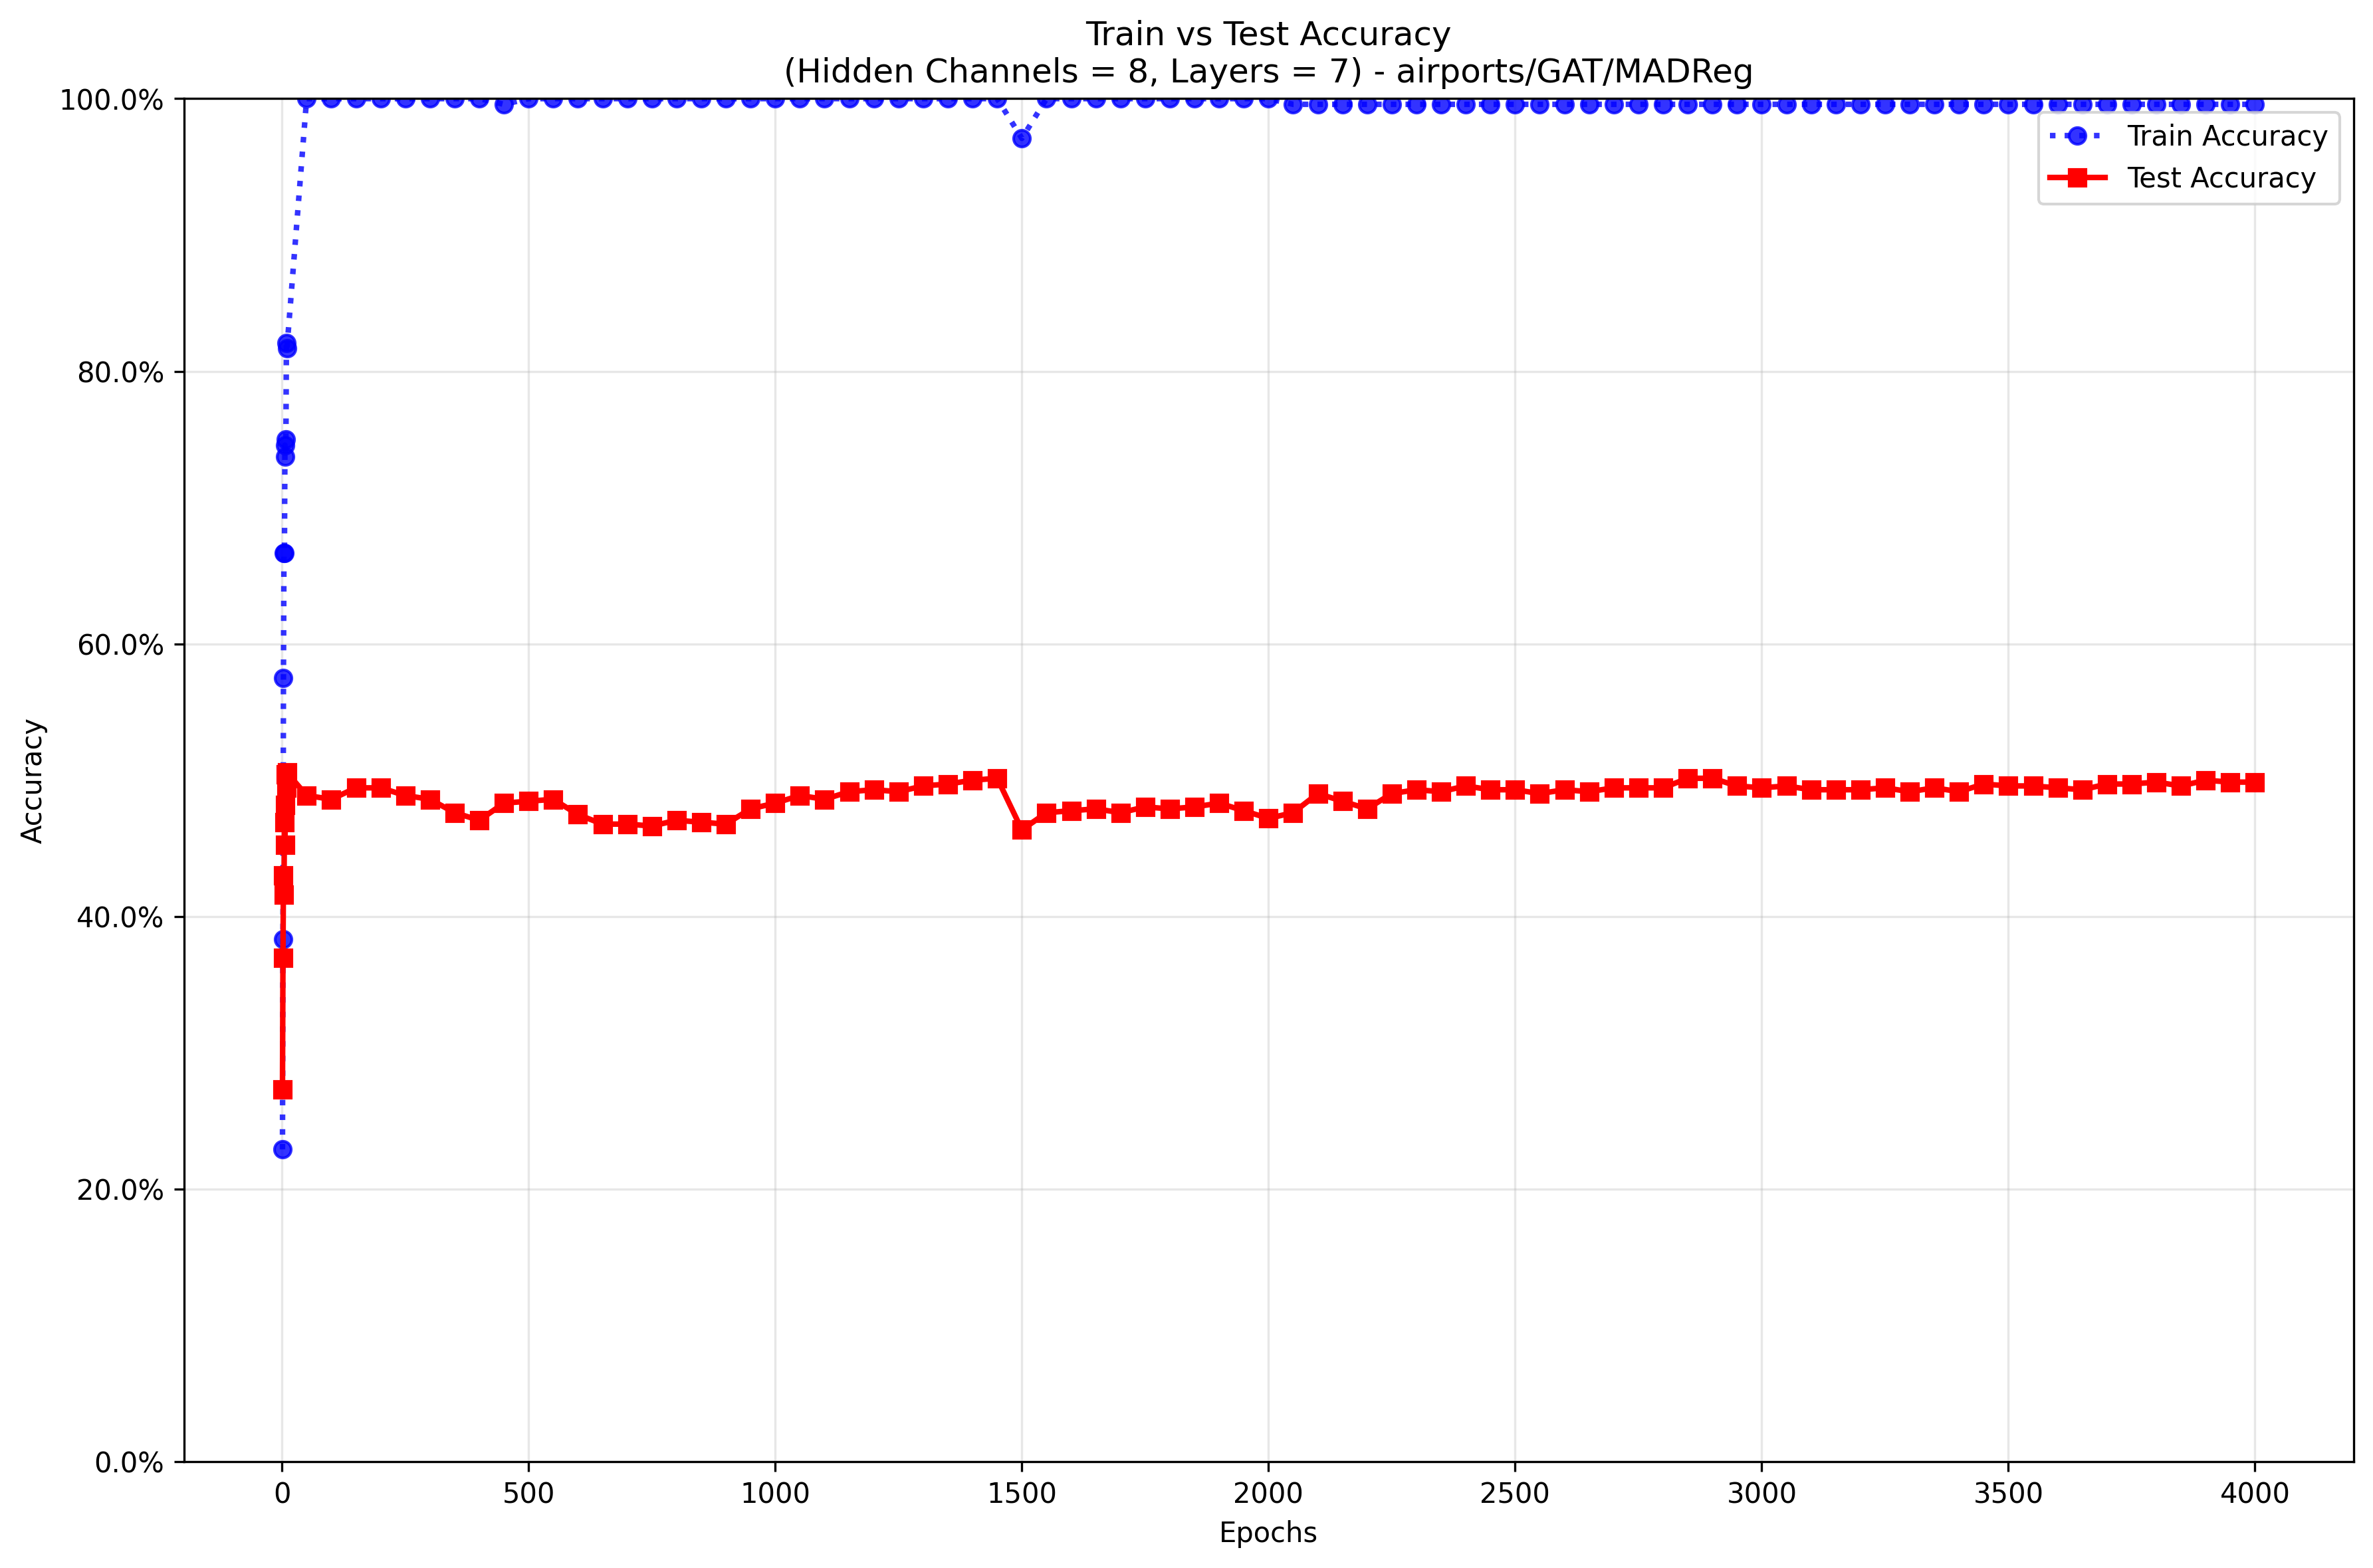 Train vs Test Accuracy
(Hidden Channels = 8, Layers = 7) - airports/GAT/MADReg
100.0%
80.0%
60.0%
40.0%
20.0%
0.0%
Accuracy
Train Accuracy
Test Accuracy
0 500 1000 1500 2000 2500 3000 3500 4000
Epochs